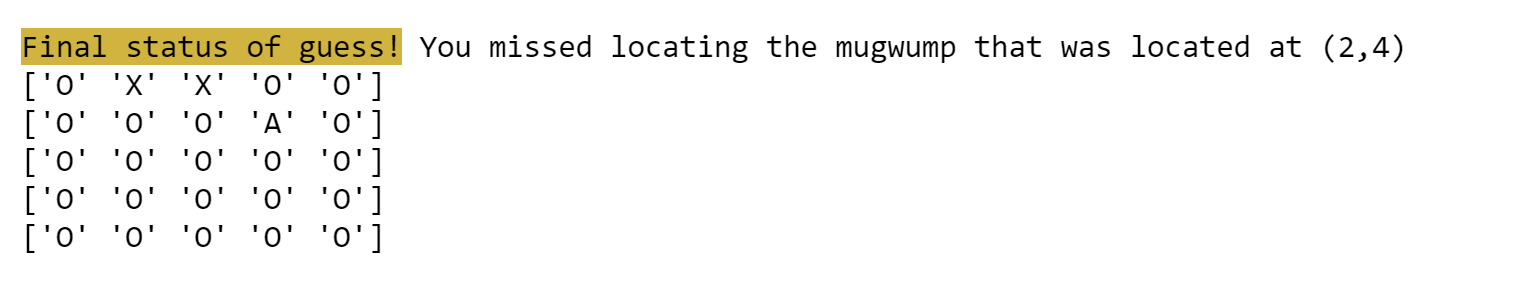 Final status of guess! You missed locating the mugwump that was located at (2,4)
['O' 'X' 'X' 'O' 'O']
['O' 'O' 'O' 'A' 'O']
['O' 'O' 'O' 'O' 'O']
['O' 'O' 'O' 'O' 'O']
['O' 'O' 'O' 'O' 'O']